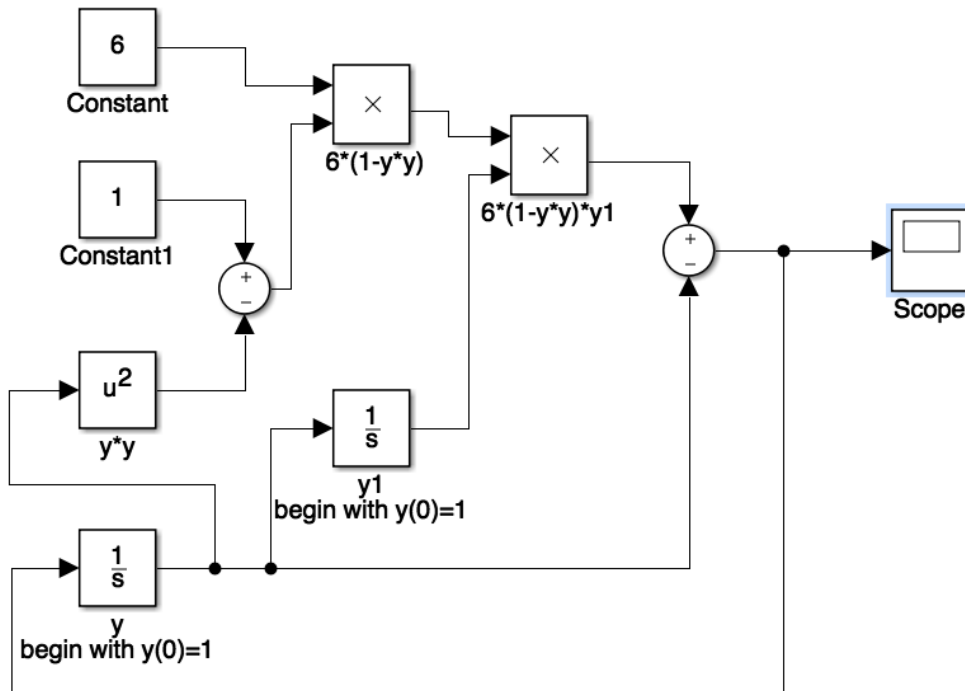 6
Constant
×
6*(1-y*y)
×
6*(1-y*y)*y1
1
Constant1
+
−
+
−
Scope
u²
y*y
1
s
y1
begin with y(0)=1
1
s
y
begin with y(0)=1